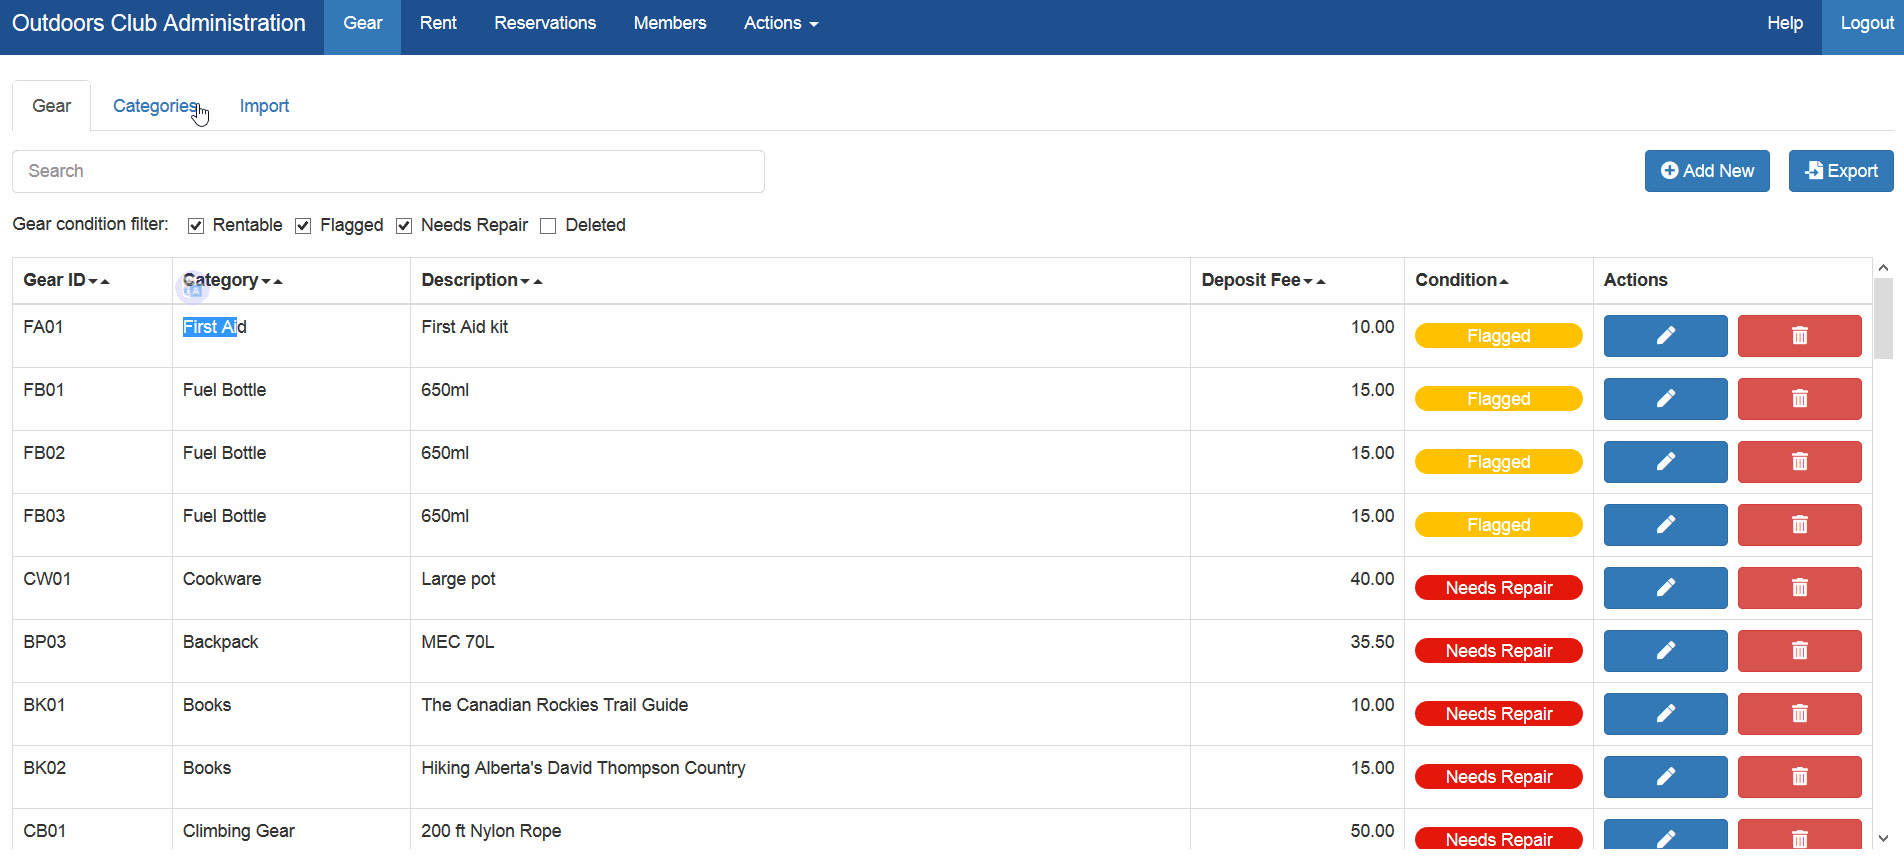 Outdoors Club Administration Gear Rent Reservations Members Actions Help Logout
Gear Categories Import
Search Add New Export
Gear condition filter: Rentable Flagged Needs Repair Deleted
Gear ID Category Description Deposit Fee Condition Actions
FA01 First Aid First Aid kit 10.00 Flagged
FB01 Fuel Bottle 650ml 15.00 Flagged
FB02 Fuel Bottle 650ml 15.00 Flagged
FB03 Fuel Bottle 650ml 15.00 Flagged
CW01 Cookware Large pot 40.00 Needs Repair
BP03 Backpack MEC 70L 35.50 Needs Repair
BK01 Books The Canadian Rockies Trail Guide 10.00 Needs Repair
BK02 Books Hiking Alberta's David Thompson Country 15.00 Needs Repair
CB01 Climbing Gear 200 ft Nylon Rope 50.00 Needs Repair